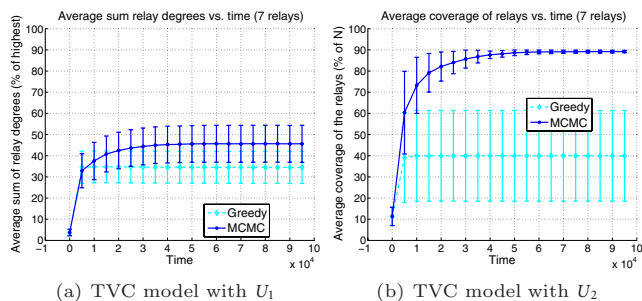 Average sum relay degrees vs. time (7 relays)
Average sum of relay degrees (% of highest)
100
90
80
70
60
50
40
30
20
10
0
−1 0 1 2 3 4 5 6 7 8 9 10
Time
x 10⁴
Greedy
MCMC
(a) TVC model with U₁
Average coverage of relays vs. time (7 relays)
Average coverage of the relays (% of N)
100
90
80
70
60
50
40
30
20
10
0
−1 0 1 2 3 4 5 6 7 8 9 10
Time
x 10⁴
Greedy
MCMC
(b) TVC model with U₂